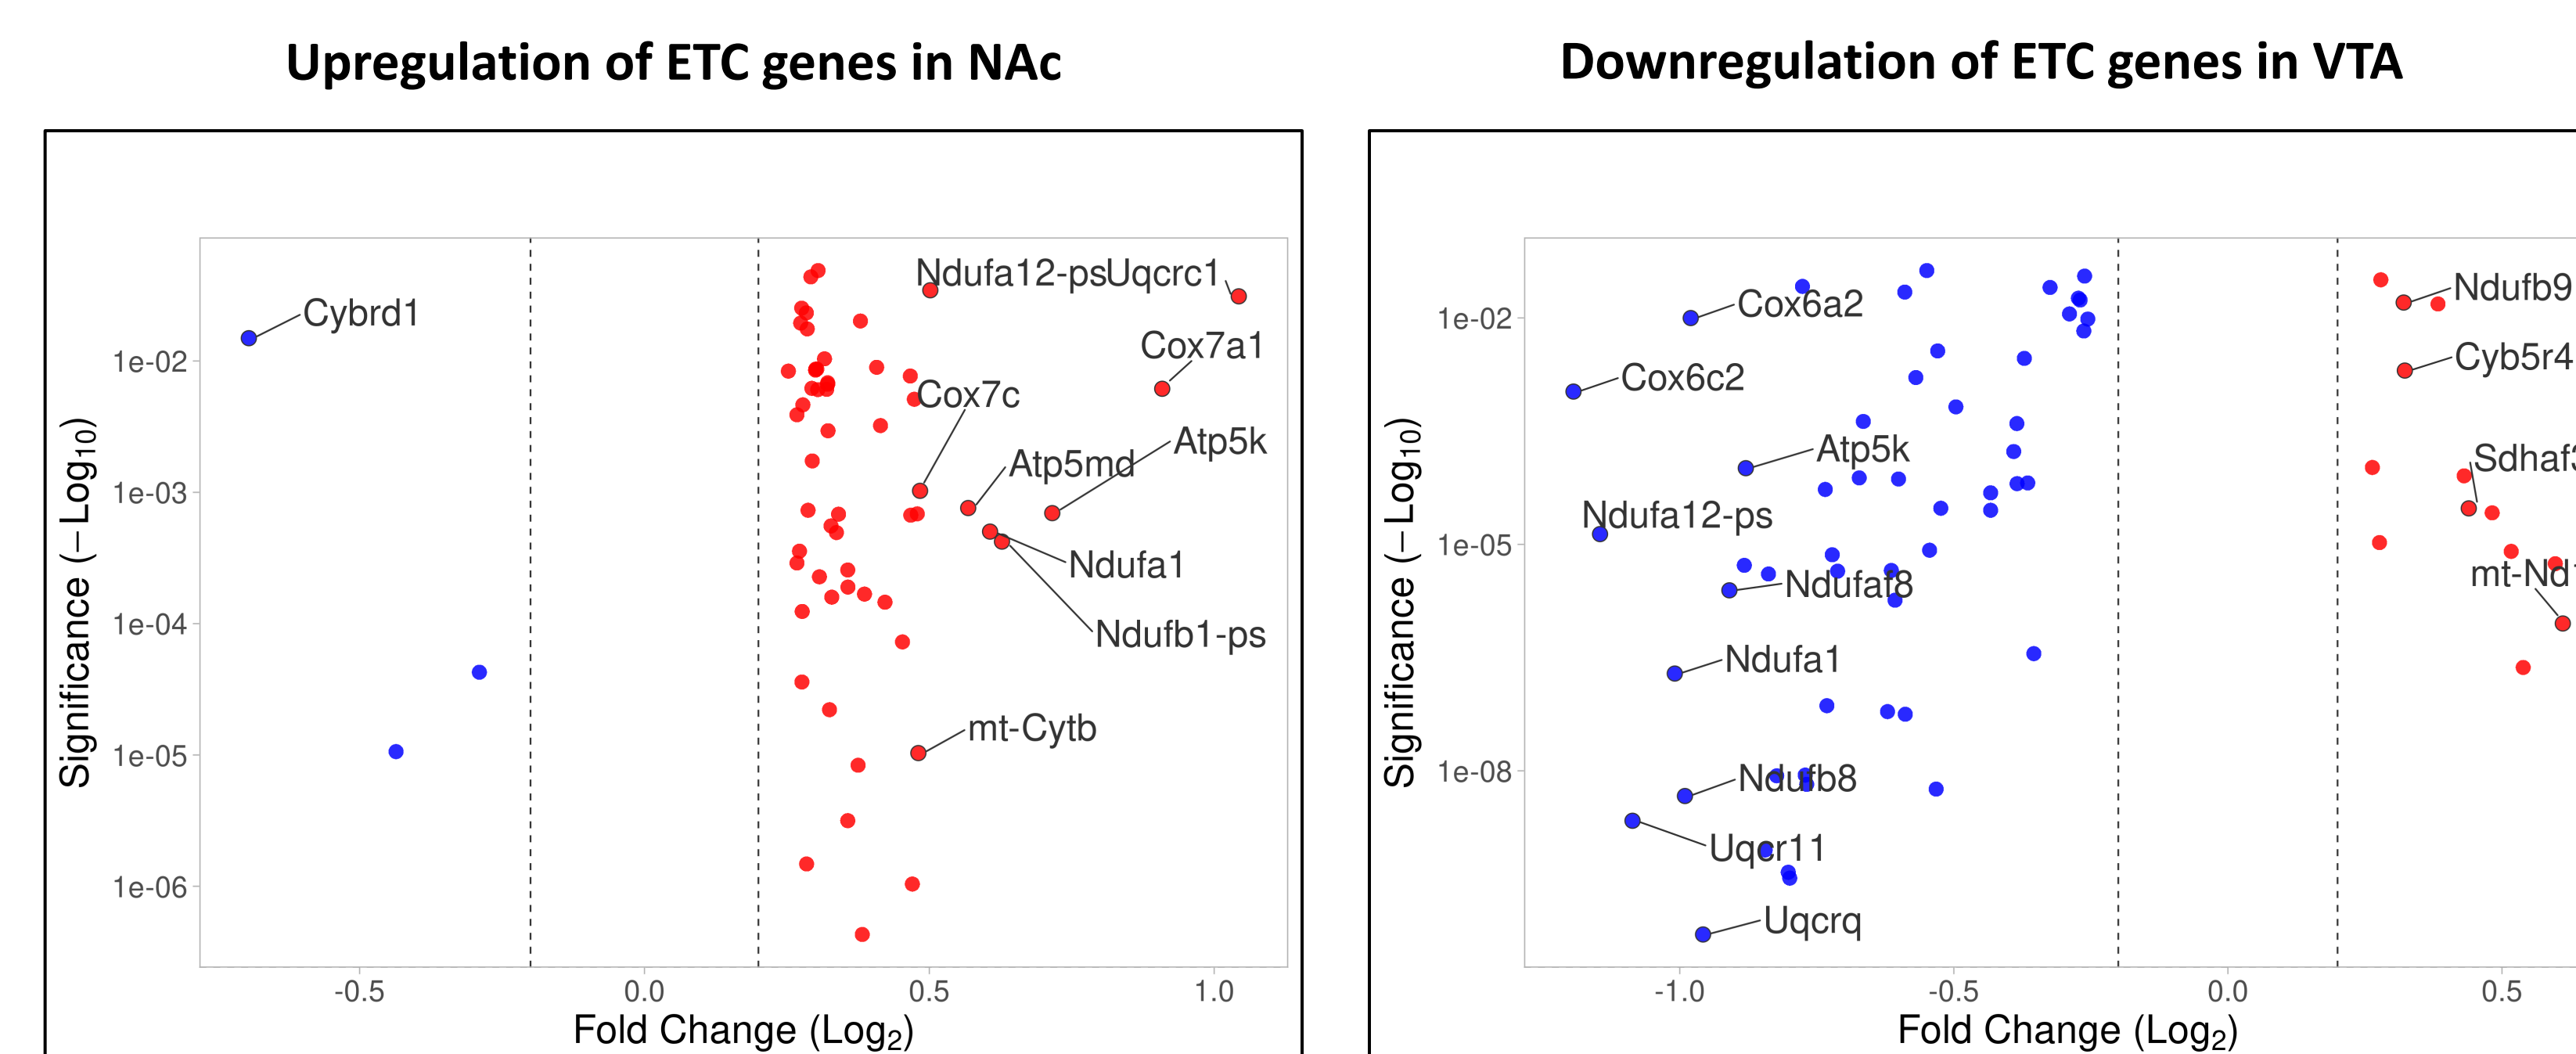 Upregulation of ETC genes in NAc
Significance (−Log10)
1e-02
1e-03
1e-04
1e-05
1e-06
Cybrd1
Ndufa12-ps
Uqcrc1
Cox7a1
Cox7c
Atp5md
Atp5k
Ndufa1
Ndufb1-ps
mt-Cytb
-0.5
0.0
0.5
1.0
Fold Change (Log2)
Downregulation of ETC genes in VTA
Significance (−Log10)
1e-02
1e-05
1e-08
Cox6a2
Cox6c2
Atp5k
Ndufa12-ps
Ndufaf8
Ndufa1
Ndufb8
Uqcr11
Uqcrq
Ndufb9
Cyb5r4
-1.0
-0.5
0.0
0.5
Fold Change (Log2)